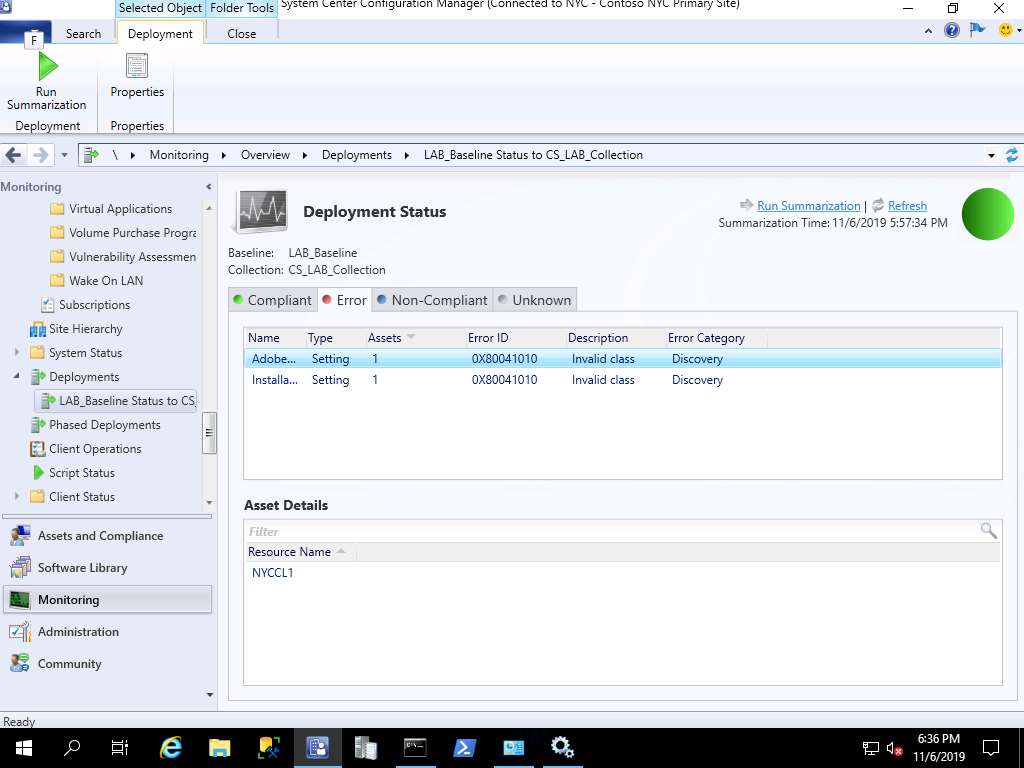 Selected Object Folder Tools System Center Configuration Manager (Connected to NYC - Contoso NYC Primary Site)
F Search Deployment Close
Run Summarization
Properties
Deployment Properties
\ Monitoring Overview Deployments LAB_Baseline Status to CS_LAB_Collection
Monitoring
Virtual Applications
Volume Purchase Progra
Vulnerability Assessmen
Wake On LAN
Subscriptions
Site Hierarchy
System Status
Deployments
LAB_Baseline Status to CS_
Phased Deployments
Client Operations
Script Status
Client Status
Assets and Compliance
Software Library
Monitoring
Administration
Community
Deployment Status
Run Summarization | Refresh
Summarization Time: 11/6/2019 5:57:34 PM
Baseline: LAB_Baseline
Collection: CS_LAB_Collection
Compliant Error Non-Compliant Unknown
Name Type Assets Error ID Description Error Category
Adobe... Setting 1 0X80041010 Invalid class Discovery
Installa... Setting 1 0X80041010 Invalid class Discovery
Asset Details
Filter
Resource Name
NYCCL1
Ready
6:36 PM
11/6/2019